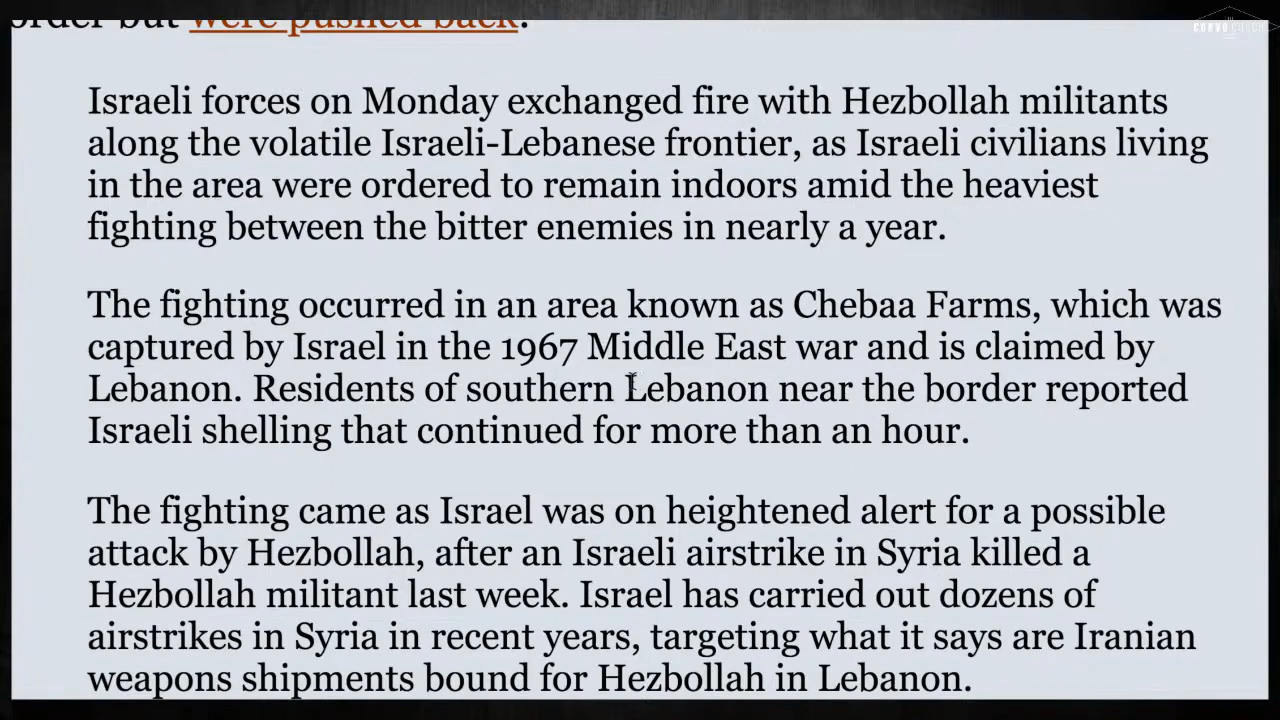 order but were pushed back.
Israeli forces on Monday exchanged fire with Hezbollah militants
along the volatile Israeli-Lebanese frontier, as Israeli civilians living
in the area were ordered to remain indoors amid the heaviest
fighting between the bitter enemies in nearly a year.
The fighting occurred in an area known as Chebaa Farms, which was
captured by Israel in the 1967 Middle East war and is claimed by
Lebanon. Residents of southern Lebanon near the border reported
Israeli shelling that continued for more than an hour.
The fighting came as Israel was on heightened alert for a possible
attack by Hezbollah, after an Israeli airstrike in Syria killed a
Hezbollah militant last week. Israel has carried out dozens of
airstrikes in Syria in recent years, targeting what it says are Iranian
weapons shipments bound for Hezbollah in Lebanon.